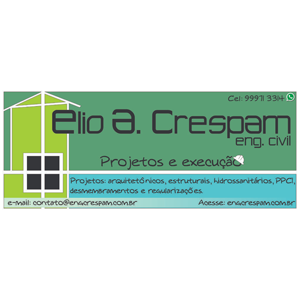 Cel: 99971 3314
Elio A. Crespam
eng. civil
Projetos e execução
Projetos: arquitetônicos, estruturais, hidrossanitários, PPCI,
desmembramentos e regularizações.
e-mail: contato@engcrespam.com.br Acesse: engcrespam.com.br